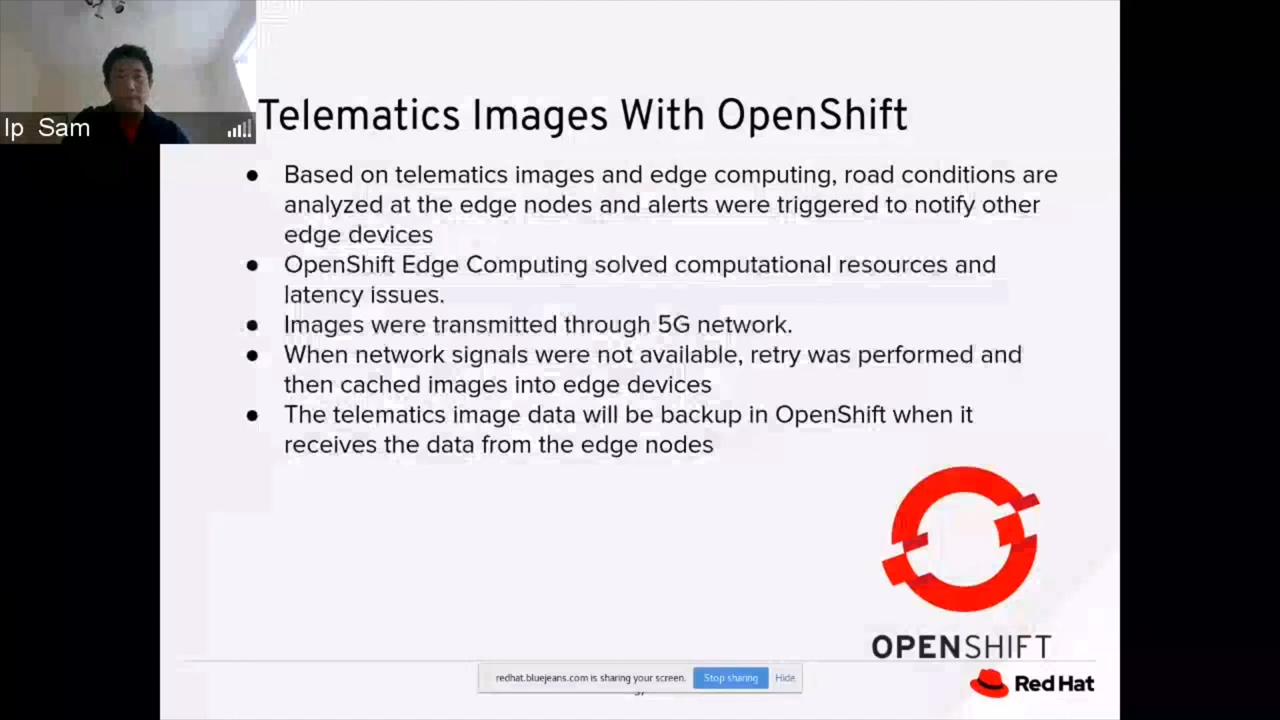 Ip Sam
Telematics Images With OpenShift
● Based on telematics images and edge computing, road conditions are
analyzed at the edge nodes and alerts were triggered to notify other
edge devices
● OpenShift Edge Computing solved computational resources and
latency issues.
● Images were transmitted through 5G network.
● When network signals were not available, retry was performed and
then cached images into edge devices
● The telematics image data will be backup in OpenShift when it
receives the data from the edge nodes
OPENSHIFT
redhat.bluejeans.com is sharing your screen. Stop sharing Hide
Red Hat